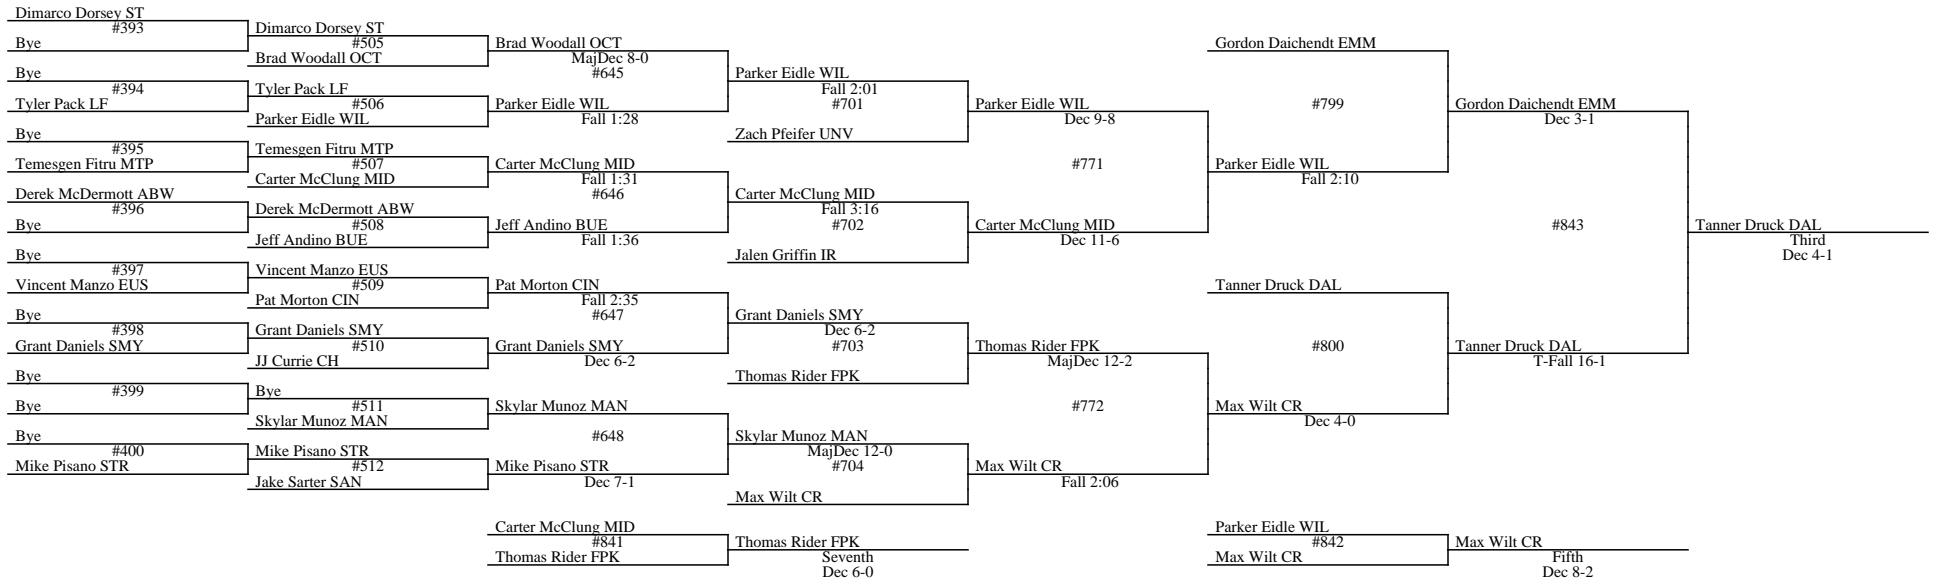 Dimarco Dorsey ST
#393
Bye
Bye
#394
Tyler Pack LF
Bye
#395
Temesgen Fitru MTP
Derek McDermott ABW
#396
Bye
Bye
#397
Vincent Manzo EUS
Bye
#398
Grant Daniels SMY
Bye
#399
Bye
Bye
#400
Mike Pisano STR
Dimarco Dorsey ST
#505
Brad Woodall OCT
Tyler Pack LF
#506
Parker Eidle WIL
Temesgen Fitru MTP
#507
Carter McClung MID
Derek McDermott ABW
#508
Jeff Andino BUE
Vincent Manzo EUS
#509
Pat Morton CIN
Grant Daniels SMY
#510
JJ Currie CH
Bye
#511
Skylar Munoz MAN
Mike Pisano STR
#512
Jake Sarter SAN
Brad Woodall OCT
MajDec 8-0
#645
Parker Eidle WIL
Fall 1:28
Carter McClung MID
Fall 1:31
#646
Jeff Andino BUE
Fall 1:36
Pat Morton CIN
Fall 2:35
#647
Grant Daniels SMY
Dec 6-2
Skylar Munoz MAN
#648
Mike Pisano STR
Dec 7-1
Parker Eidle WIL
Fall 2:01
#701
Zach Pfeifer UNV
Carter McClung MID
Fall 3:16
#702
Jalen Griffin IR
Grant Daniels SMY
Dec 6-2
#703
Thomas Rider FPK
Skylar Munoz MAN
MajDec 12-0
#704
Max Wilt CR
Parker Eidle WIL
Dec 9-8
#771
Carter McClung MID
Dec 11-6
Thomas Rider FPK
MajDec 12-2
#772
Max Wilt CR
Fall 2:06
Gordon Daichendt EMM
#799
Parker Eidle WIL
Fall 2:10
Tanner Druck DAL
#800
Max Wilt CR
Dec 4-0
Gordon Daichendt EMM
Dec 3-1
#843
Tanner Druck DAL
T-Fall 16-1
Tanner Druck DAL
Third
Dec 4-1
Carter McClung MID
#841
Thomas Rider FPK
Thomas Rider FPK
Seventh
Dec 6-0
Parker Eidle WIL
#842
Max Wilt CR
Max Wilt CR
Fifth
Dec 8-2